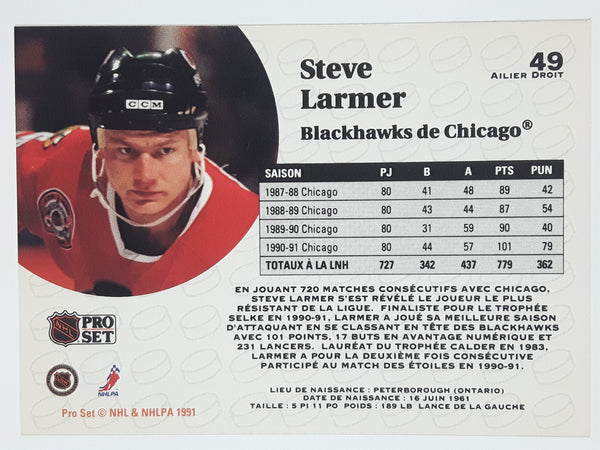 CCM
Steve
Larmer
Blackhawks de Chicago®
49
AILIER DROIT
SAISON PJ B A PTS PUN
1987-88 Chicago 80 41 48 89 42
1988-89 Chicago 80 43 44 87 54
1989-90 Chicago 80 31 59 90 40
1990-91 Chicago 80 44 57 101 79
TOTAUX À LA LNH 727 342 437 779 362
EN JOUANT 720 MATCHES CONSÉCUTIFS AVEC CHICAGO,
STEVE LARMER S'EST RÉVÉLÉ LE JOUEUR LE PLUS
RÉSISTANT DE LA LIGUE. FINALISTE POUR LE TROPHÉE
SELKE EN 1990-91, LARMER A JOUÉ SA MEILLEURE SAISON
D'ATTAQUANT EN SE CLASSANT EN TÊTE DES BLACKHAWKS
AVEC 101 POINTS, 17 BUTS EN AVANTAGE NUMÉRIQUE ET
231 LANCERS. LAURÉAT DU TROPHÉE CALDER EN 1983,
LARMER A POUR LA DEUXIÈME FOIS CONSÉCUTIVE
PARTICIPÉ AU MATCH DES ÉTOILES EN 1990-91.
LIEU DE NAISSANCE : PETERBOROUGH (ONTARIO)
DATE DE NAISSANCE : 16 JUIN 1961
TAILLE : 5 PI 11 PO POIDS : 189 LB LANCE DE LA GAUCHE
NHL PRO
SET
NHLPA
Pro Set © NHL & NHLPA 1991